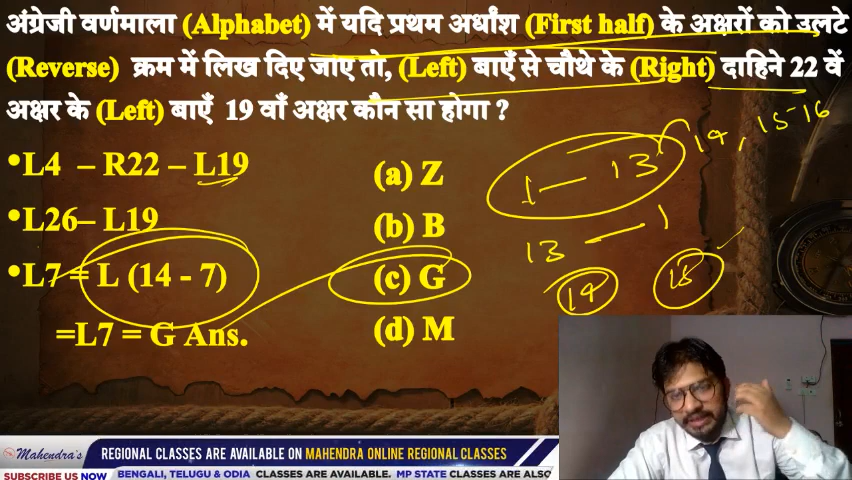 अंग्रेजी वर्णमाला (Alphabet) में यदि प्रथम अर्धांश (First half) के अक्षरों को उलटे
(Reverse) क्रम में लिख दिए जाए तो, (Left) बाएँ से चौथे के (Right) दाहिने 22 वें
अक्षर के (Left) बाएँ 19 वाँ अक्षर कौन सा होगा ?
•L4 – R22 – L19
(a) Z
•L26– L19
(b) B
•L7 = L (14 - 7)
(c) G
=L7 = G Ans.
(d) M
1 — 13 14, 15-16
13 — 1
14 15
Mahendra's
REGIONAL CLASSES ARE AVAILABLE ON MAHENDRA ONLINE REGIONAL CLASSES
SUBSCRIBE US NOW BENGALI, TELUGU & ODIA CLASSES ARE AVAILABLE. MP STATE CLASSES ARE ALSO